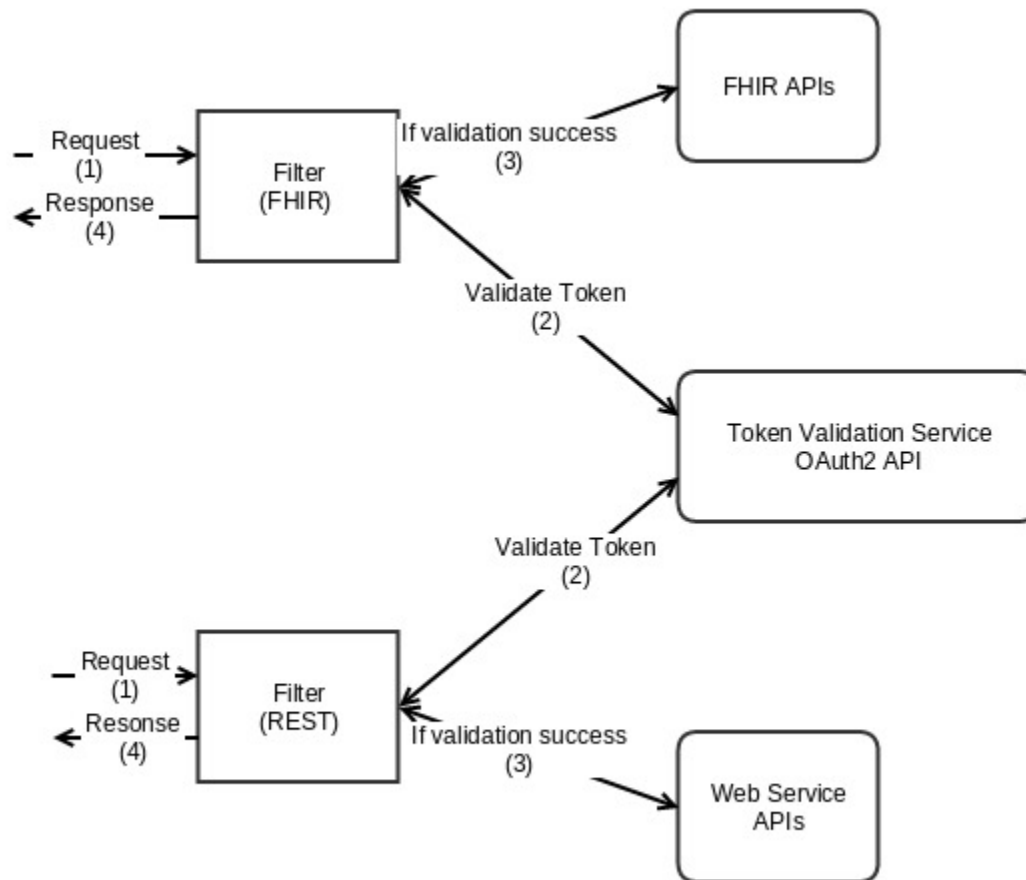 FHIR APIs
If validation success
(3)
Request
(1)
Filter
(FHIR)
Response
(4)
Validate Token
(2)
Token Validation Service
OAuth2 API
Validate Token
(2)
Request
(1)
Filter
(REST)
Resonse
(4)
If validation success
(3)
Web Service
APIs